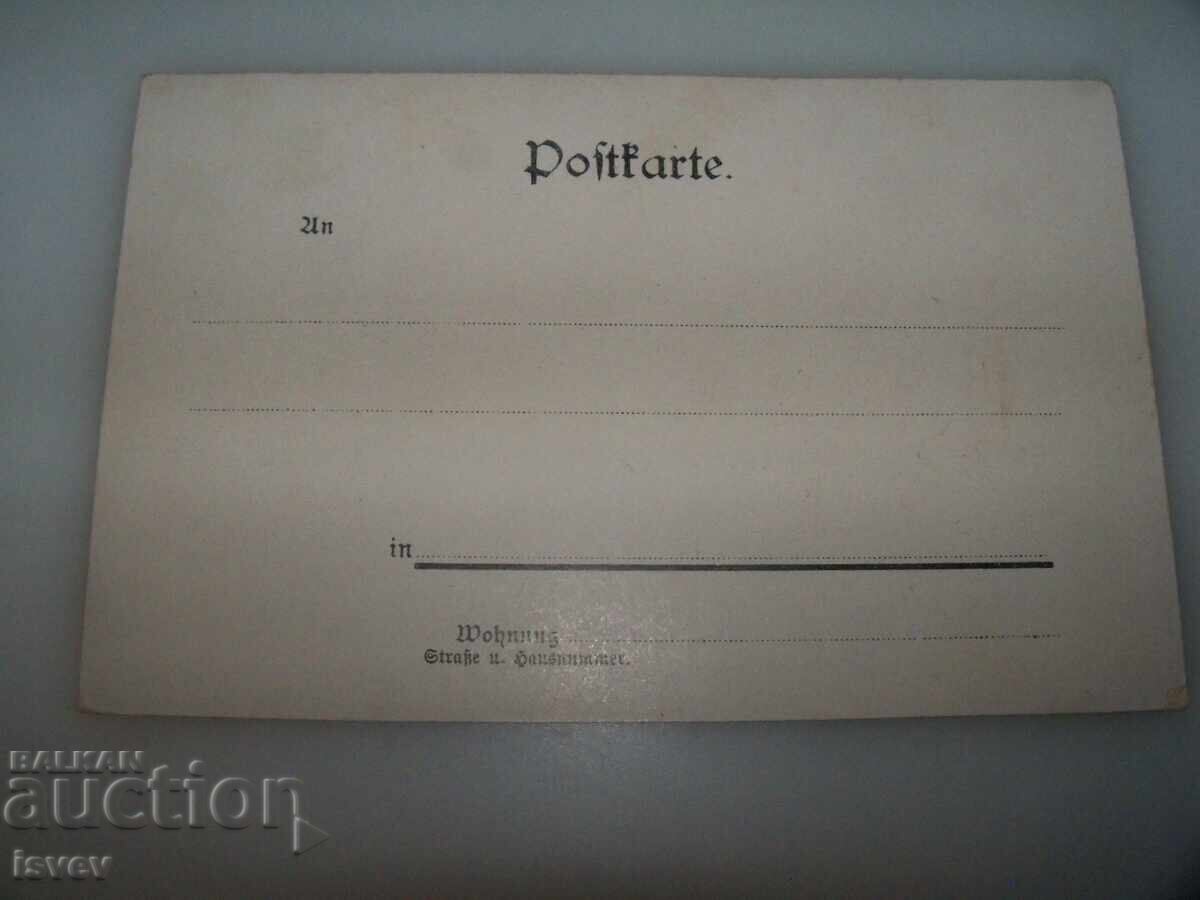 Poſtkarte.
An
in
Wohnung
Straße u. Hausnummer.
BALKAN
auction
isvev